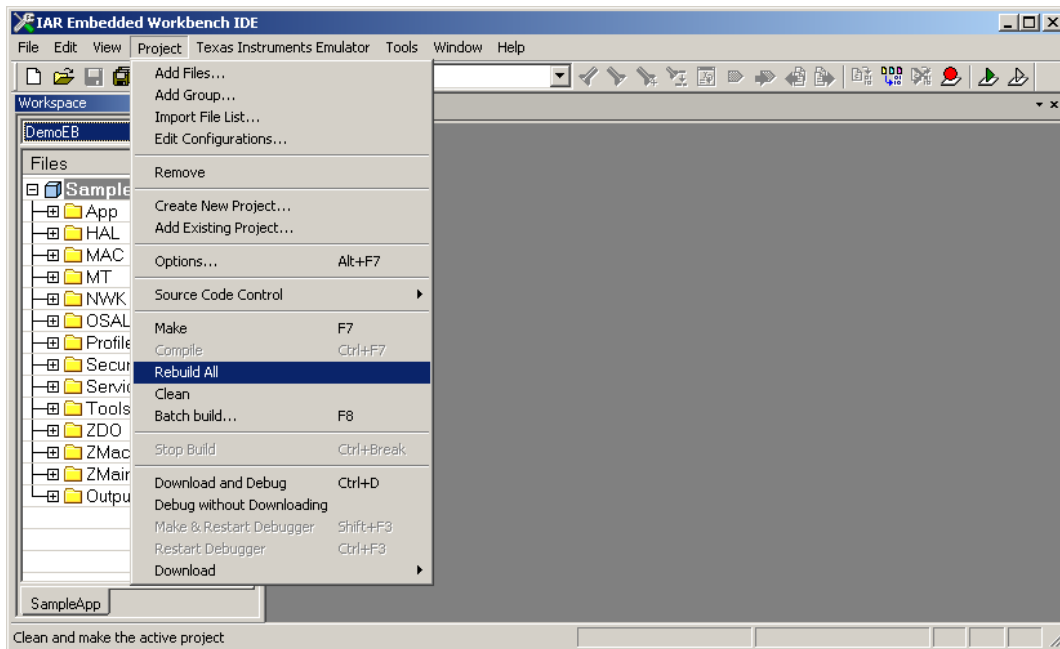 IAR Embedded Workbench IDE
File Edit View Project Texas Instruments Emulator Tools Window Help
Workspace
DemoEB
Files
Sample
App
HAL
MAC
MT
NWK
OSAL
Profile
Secur
Servic
Tools
ZDO
ZMac
ZMain
Outpu
SampleApp
Add Files...
Add Group...
Import File List...
Edit Configurations...
Remove
Create New Project...
Add Existing Project...
Options... Alt+F7
Source Code Control
Make F7
Compile Ctrl+F7
Rebuild All
Clean
Batch build... F8
Stop Build Ctrl+Break
Download and Debug Ctrl+D
Debug without Downloading
Make & Restart Debugger Shift+F3
Restart Debugger Ctrl+F3
Download
Clean and make the active project